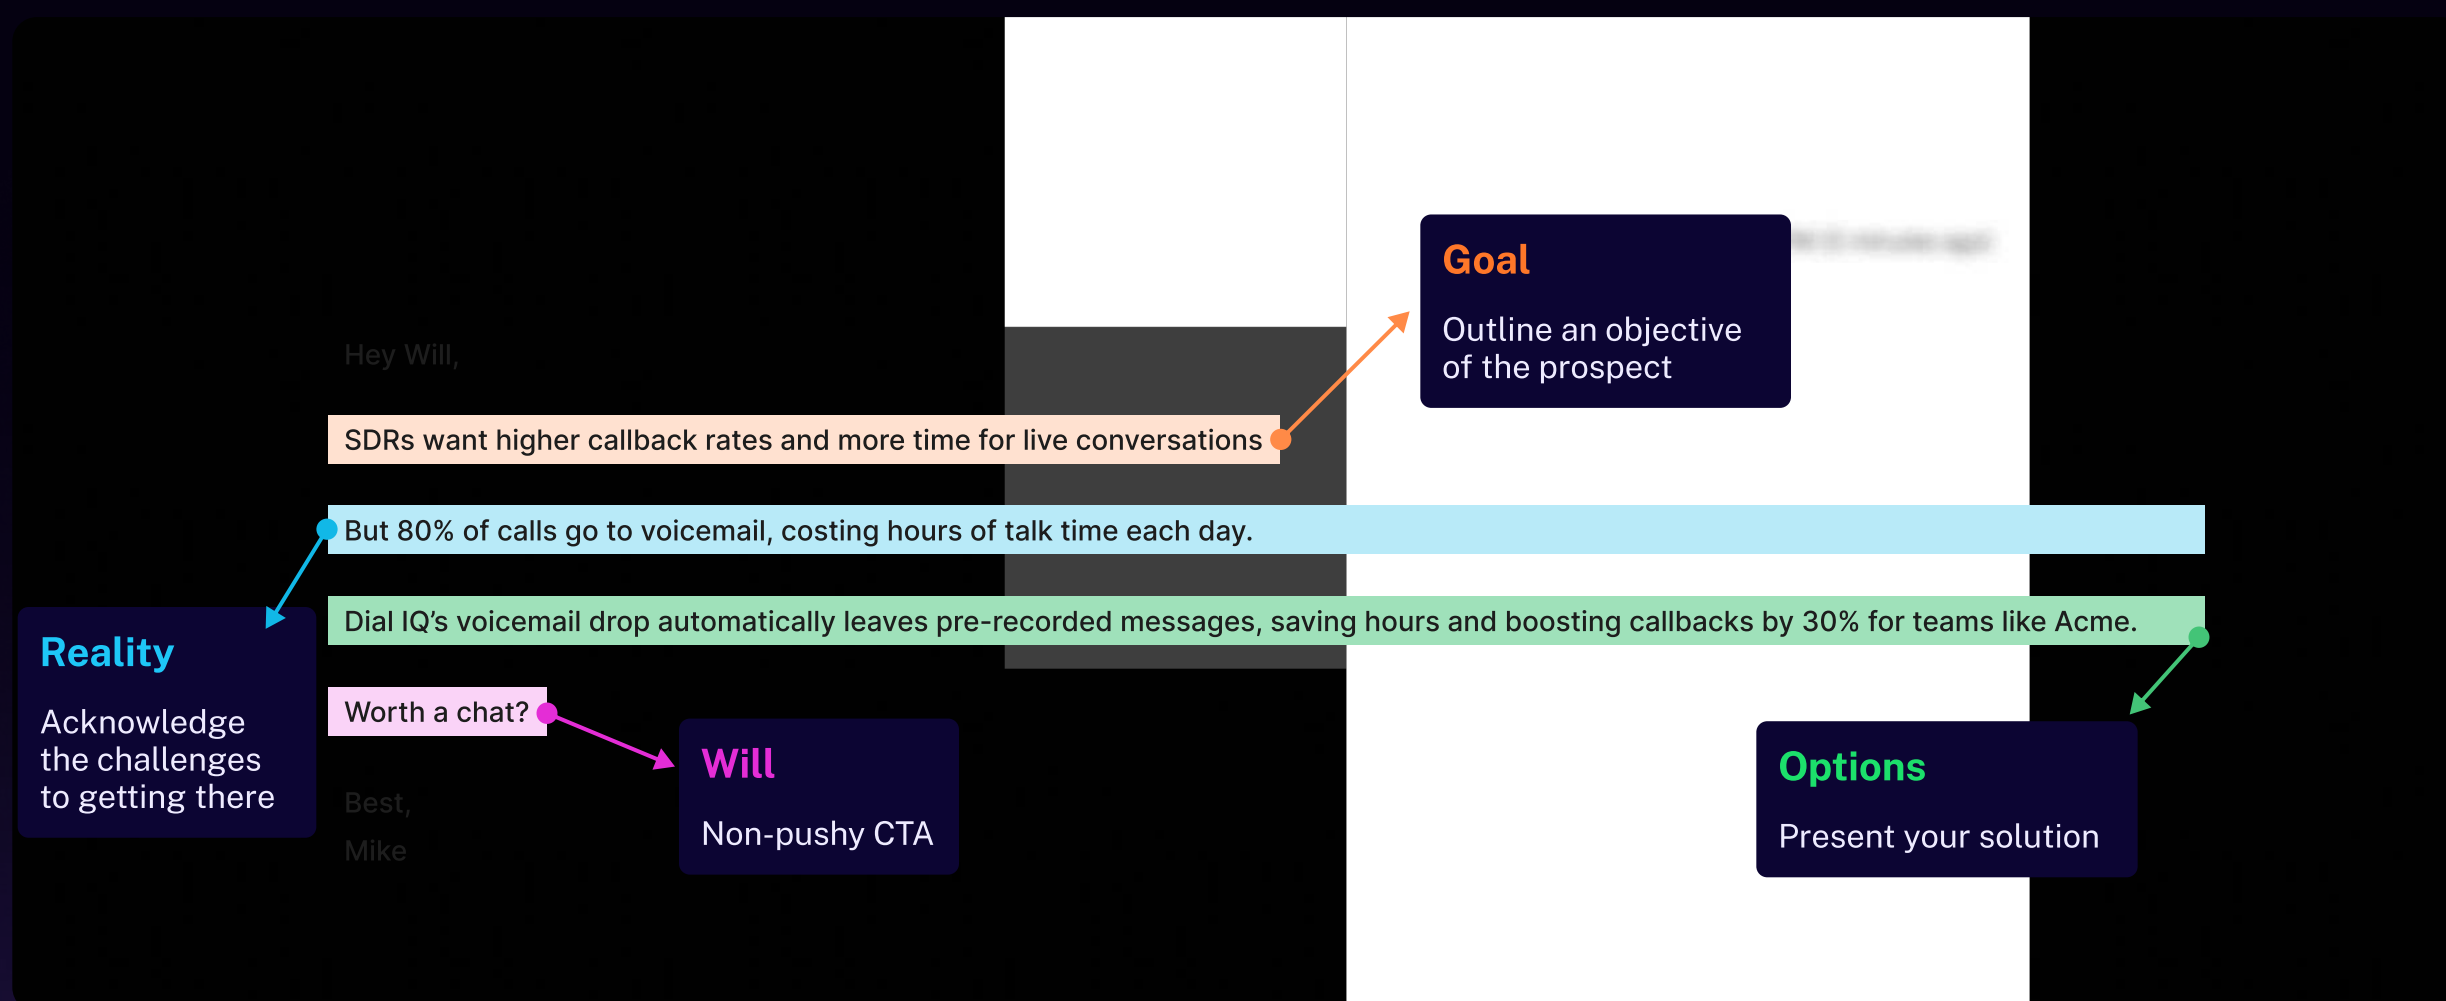 Goal
Outline an objective
of the prospect
Hey Will,
SDRs want higher callback rates and more time for live conversations
But 80% of calls go to voicemail, costing hours of talk time each day.
Dial IQ’s voicemail drop automatically leaves pre-recorded messages, saving hours and boosting callbacks by 30% for teams like Acme.
Reality
Acknowledge
the challenges
to getting there
Worth a chat?
Will
Non-pushy CTA
Options
Present your solution
Best,
Mike